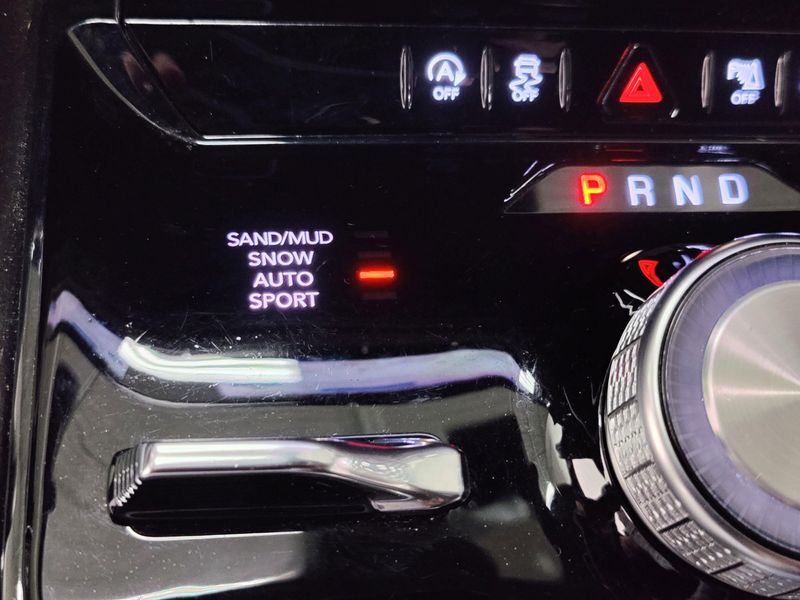 A
OFF
OFF
OFF
P R N D
SAND/MUD
SNOW
AUTO
SPORT